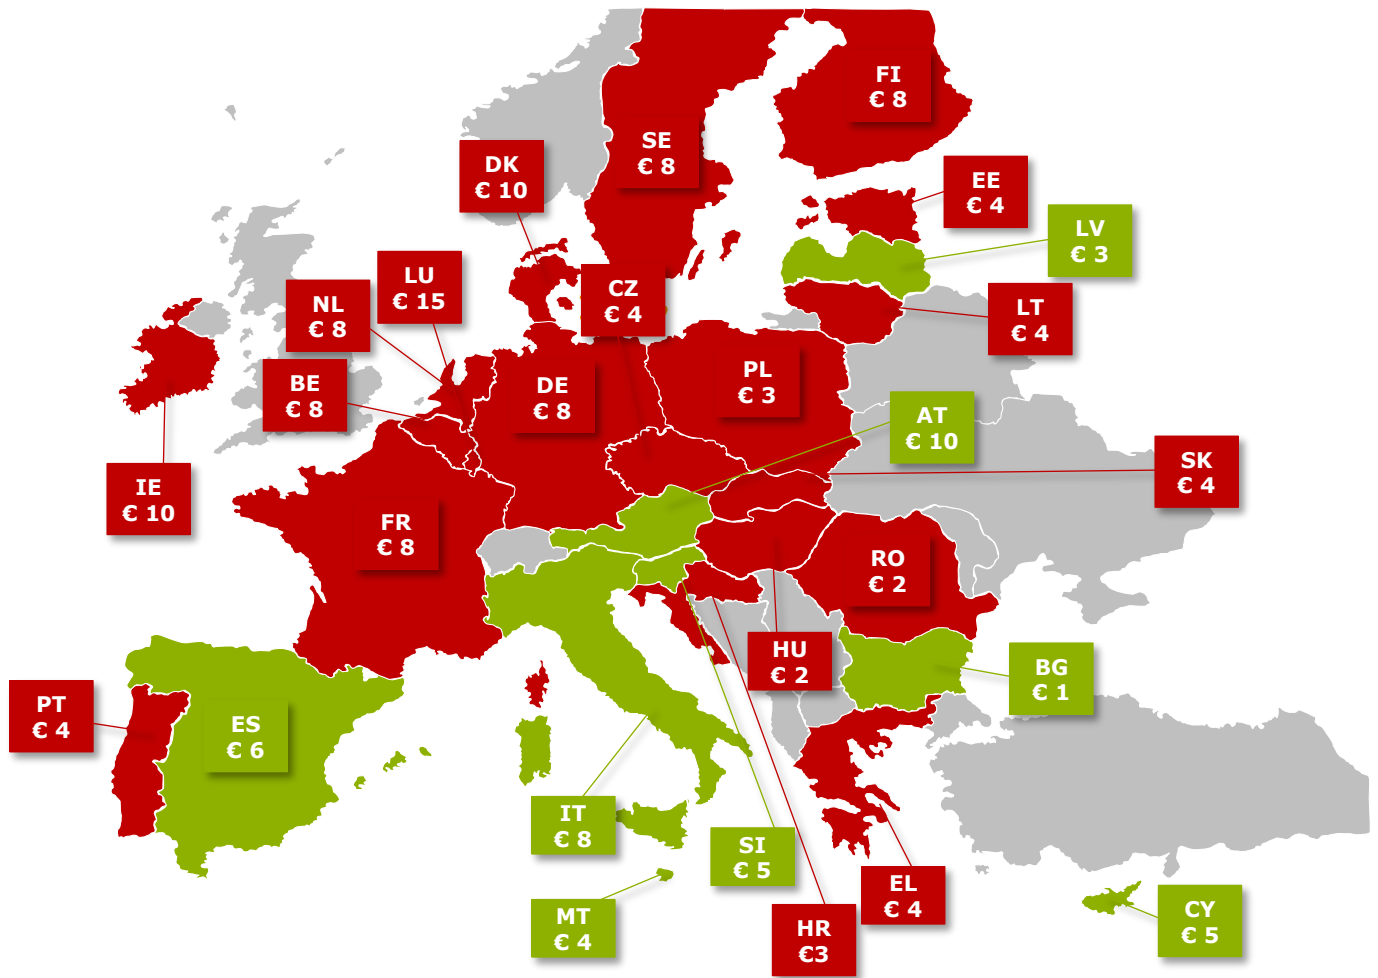 FI
€ 8
SE
€ 8
DK
€ 10
EE
€ 4
LV
€ 3
LU
€ 15
CZ
€ 4
NL
€ 8
LT
€ 4
BE
€ 8
DE
€ 8
PL
€ 3
AT
€ 10
SK
€ 4
IE
€ 10
FR
€ 8
RO
€ 2
HU
€ 2
BG
€ 1
PT
€ 4
ES
€ 6
IT
€ 8
SI
€ 5
EL
€ 4
MT
€ 4
HR
€3
CY
€ 5